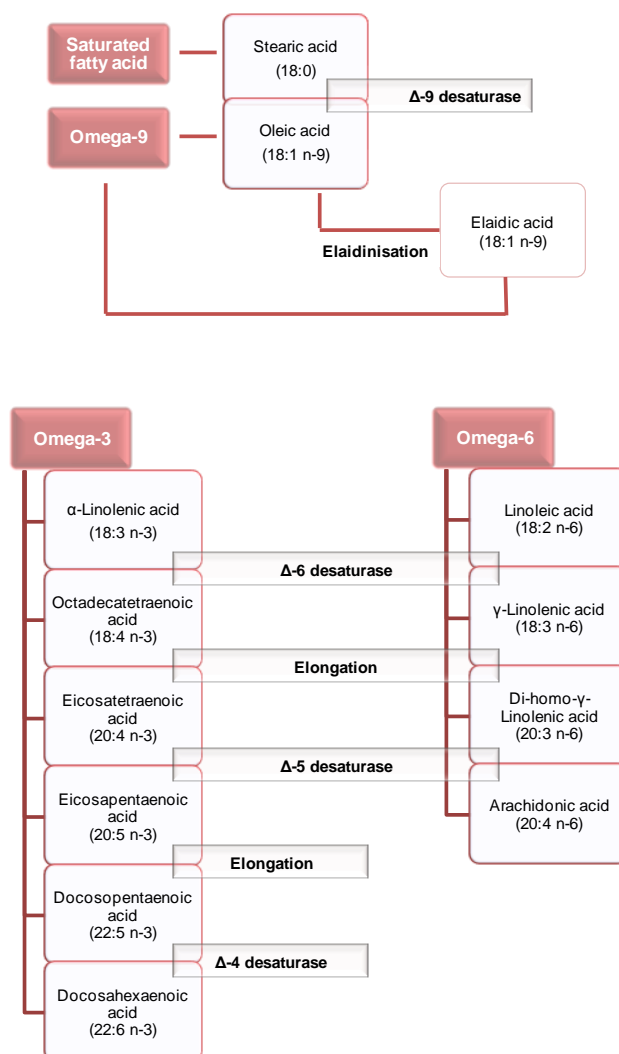 Saturated
fatty acid
Stearic acid
(18:0)
Δ-9 desaturase
Omega-9
Oleic acid
(18:1 n-9)
Elaidic acid
(18:1 n-9)
Elaidinisation
Omega-3
Omega-6
α-Linolenic acid
(18:3 n-3)
Linoleic acid
(18:2 n-6)
Δ-6 desaturase
Octadecatetraenoic
acid
(18:4 n-3)
γ-Linolenic acid
(18:3 n-6)
Elongation
Eicosatetraenoic
acid
(20:4 n-3)
Di-homo-γ-
Linolenic acid
(20:3 n-6)
Δ-5 desaturase
Eicosapentaenoic
acid
(20:5 n-3)
Arachidonic acid
(20:4 n-6)
Elongation
Docosopentaenoic
acid
(22:5 n-3)
Δ-4 desaturase
Docosahexaenoic
acid
(22:6 n-3)